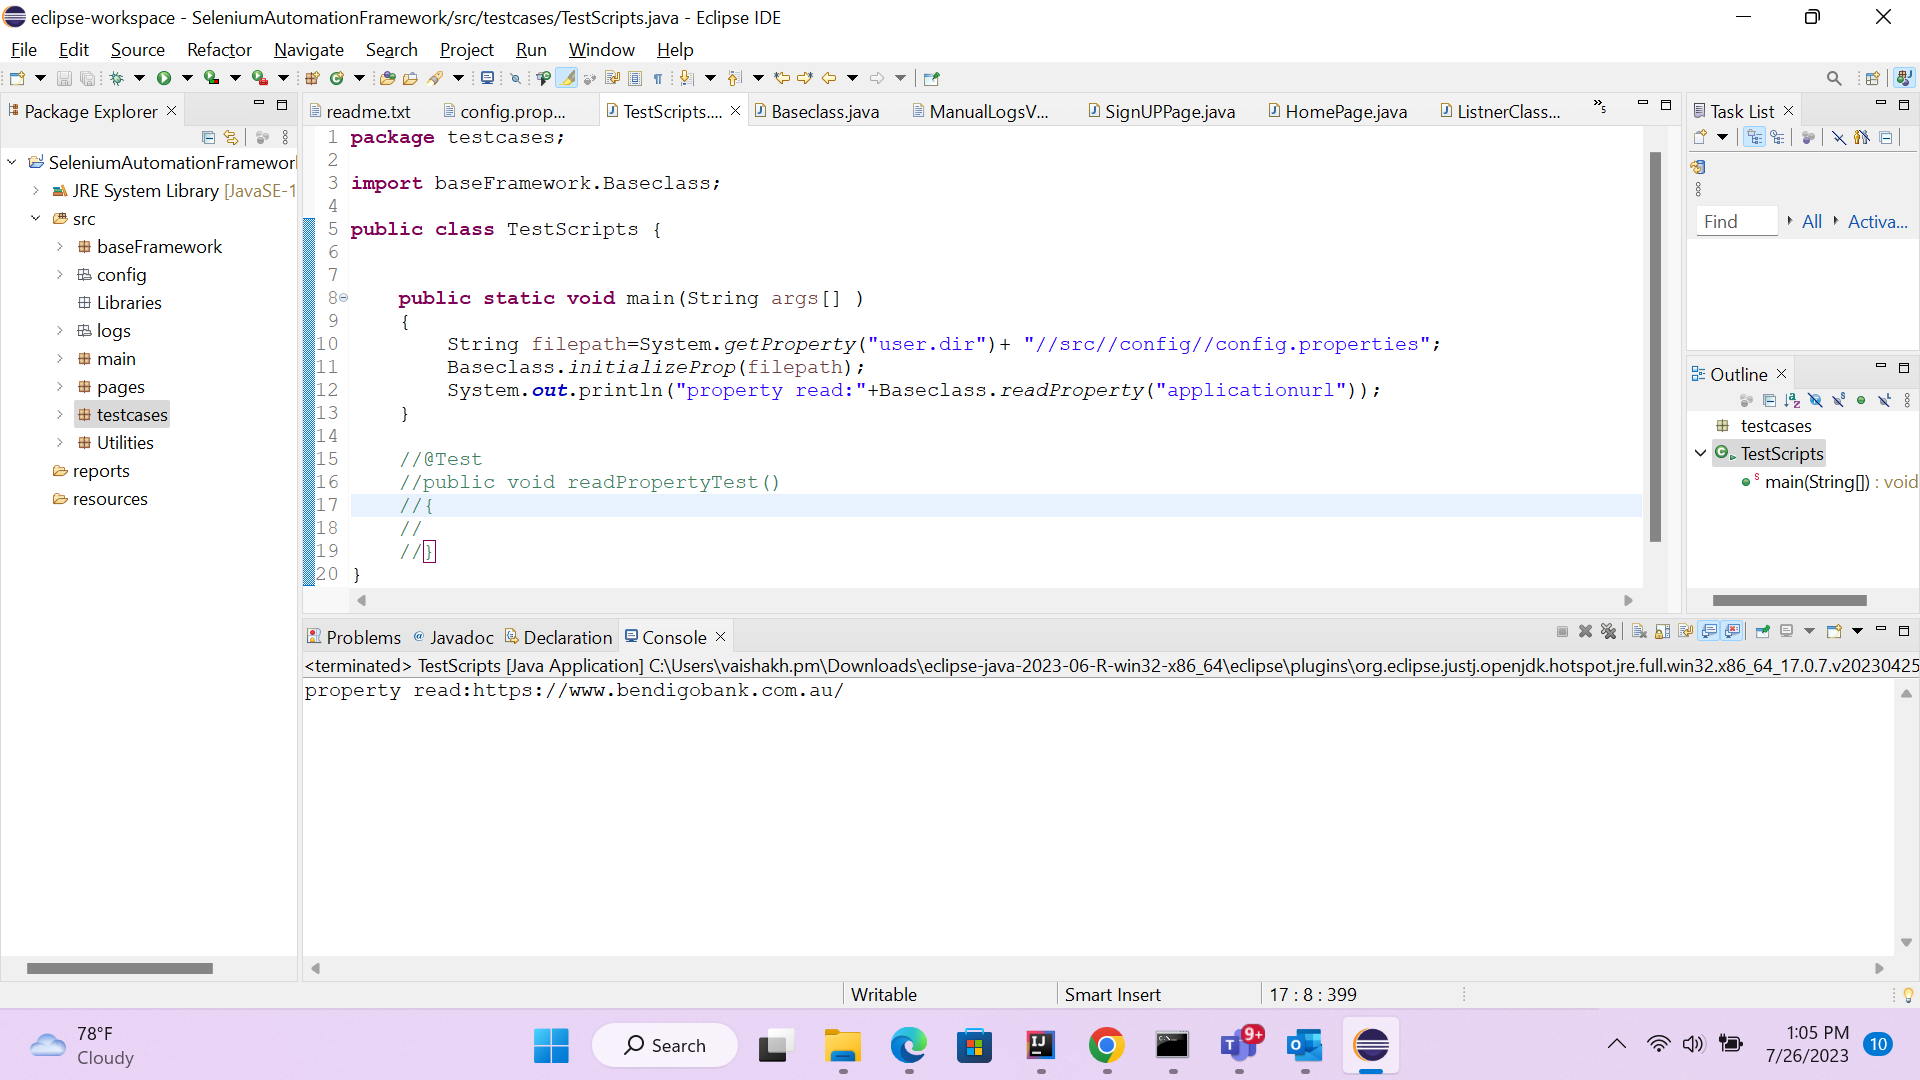 eclipse-workspace - SeleniumAutomationFramework/src/testcases/TestScripts.java - Eclipse IDE
File Edit Source Refactor Navigate Search Project Run Window Help
Package Explorer
SeleniumAutomationFramewor
JRE System Library [JavaSE-1
src
baseFramework
config
Libraries
logs
main
pages
testcases
Utilities
reports
resources
readme.txt config.prop... TestScripts.... Baseclass.java ManualLogsV... SignUPPage.java HomePage.java ListnerClass... »5
1 package testcases;
2
3 import baseFramework.Baseclass;
4
5 public class TestScripts {
6
7
8 public static void main(String args[] )
9 {
10 String filepath=System.getProperty("user.dir")+ "//src//config//config.properties";
11 Baseclass.initializeProp(filepath);
12 System.out.println("property read:"+Baseclass.readProperty("applicationurl"));
13 }
14
15 //@Test
16 //public void readPropertyTest()
17 //{
18 //
19 //}
20 }
Task List
Find All Activa...
Outline
testcases
TestScripts
main(String[]) : void
Problems @ Javadoc Declaration Console
<terminated> TestScripts [Java Application] C:\Users\vaishakh.pm\Downloads\eclipse-java-2023-06-R-win32-x86_64\eclipse\plugins\org.eclipse.justj.openjdk.hotspot.jre.full.win32.x86_64_17.0.7.v20230425
property read:https://www.bendigobank.com.au/
Writable Smart Insert 17 : 8 : 399
78°F
Cloudy
Search
9+
1:05 PM
7/26/2023
10